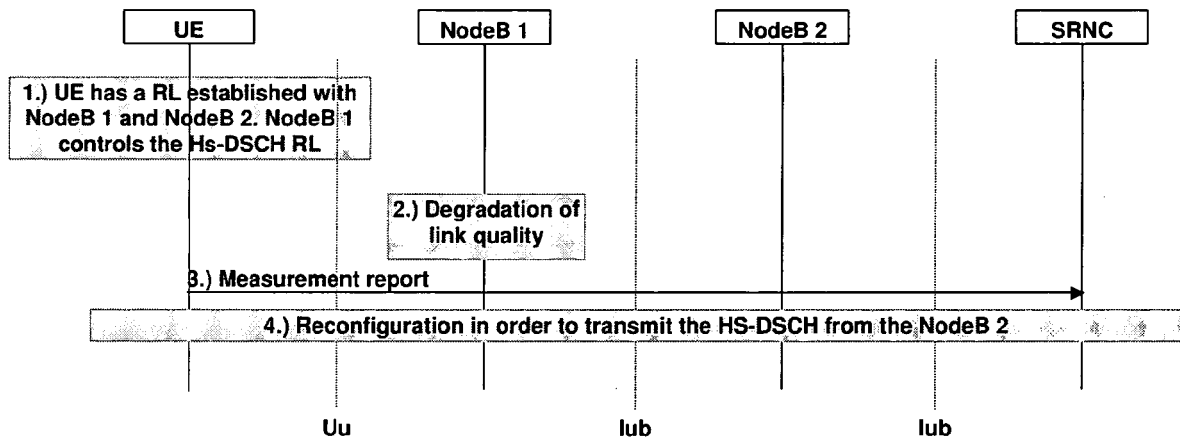 UE
NodeB 1
NodeB 2
SRNC
1.) UE has a RL established with
NodeB 1 and NodeB 2. NodeB 1
controls the Hs-DSCH RL
2.) Degradation of
link quality
3.) Measurement report
4.) Reconfiguration in order to transmit the HS-DSCH from the NodeB 2
Uu
Iub
Iub